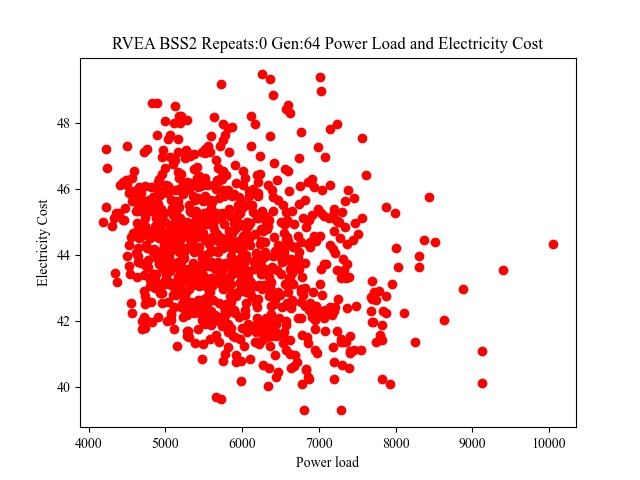 RVEA BSS2 Repeats:0 Gen:64 Power Load and Electricity Cost
48
46
44
42
40
Electricity Cost
4000 5000 6000 7000 8000 9000 10000
Power load